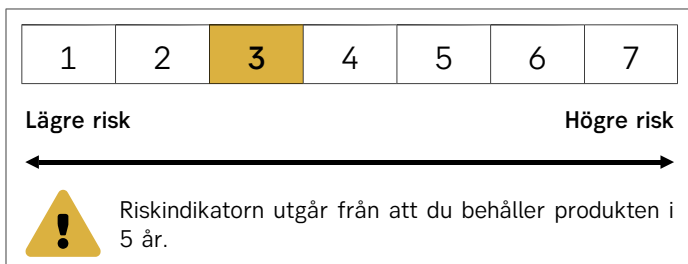 1 2 3 4 5 6 7
Lägre risk Högre risk
Riskindikatorn utgår från att du behåller produkten i
5 år.